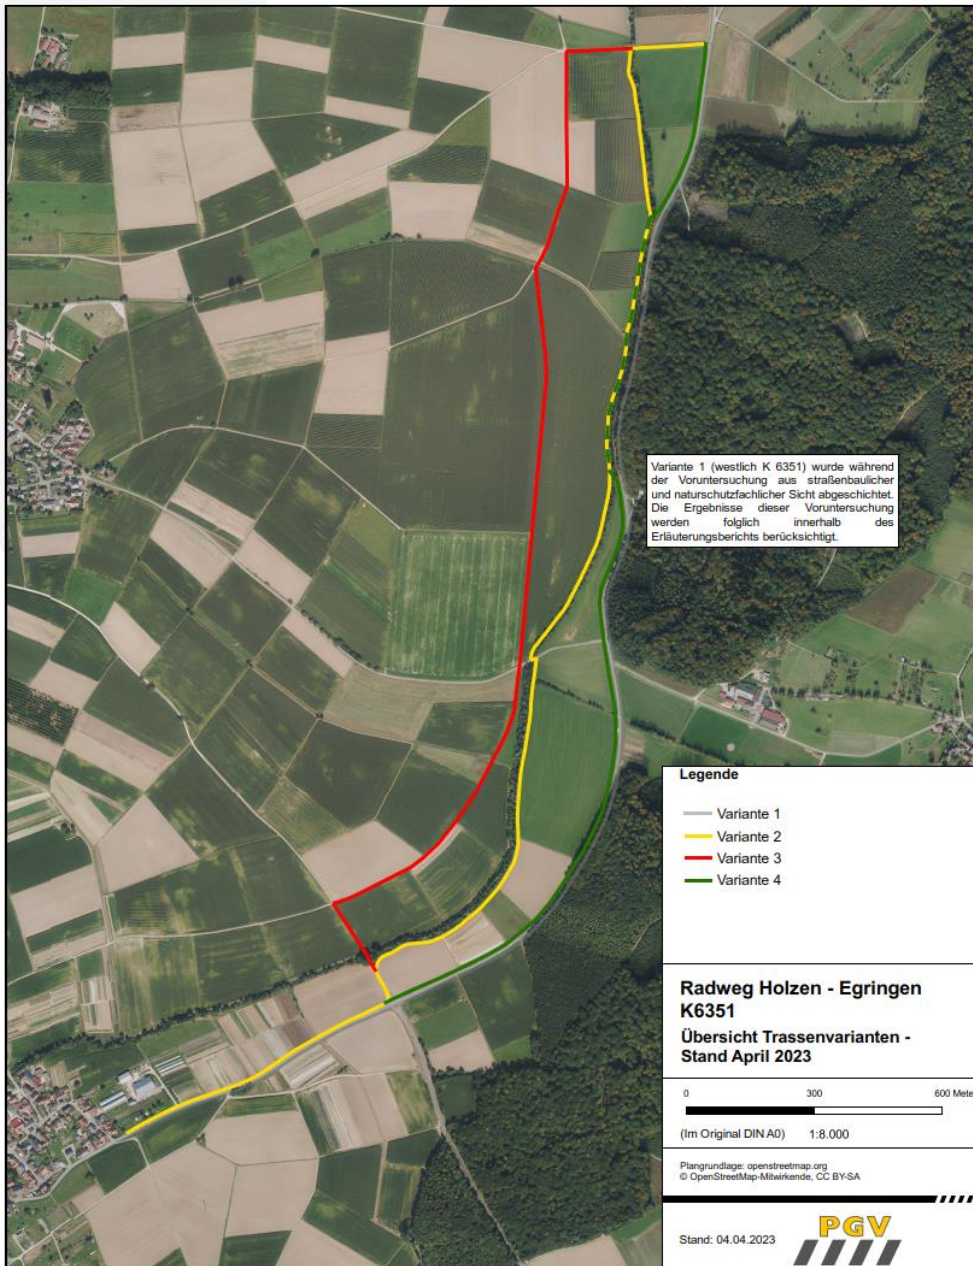 Variante 1 (westlich K 6351) wurde während
der Voruntersuchung aus straßenbaulicher
und naturschutzfachlicher Sicht abgeschichtet.
Die Ergebnisse dieser Voruntersuchung
werden folglich innerhalb des
Erläuterungsberichts berücksichtigt.
Legende
Variante 1
Variante 2
Variante 3
Variante 4
Radweg Holzen - Egringen
K6351
Übersicht Trassenvarianten -
Stand April 2023
0 300 600 Mete
(Im Original DIN A0) 1:8.000
Plangrundlage: openstreetmap.org
© OpenStreetMap-Mitwirkende, CC BY-SA
Stand: 04.04.2023
PGV